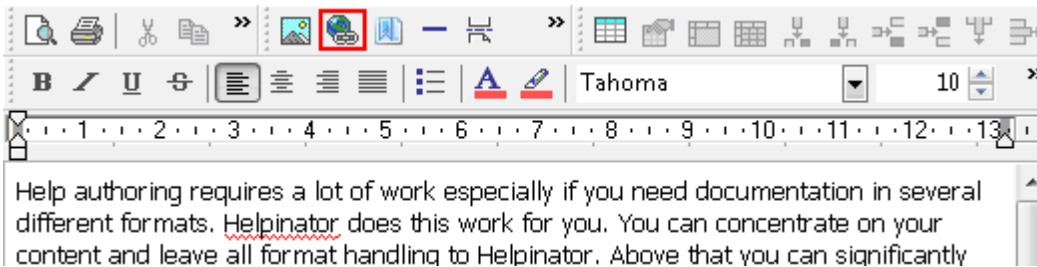 B I U S A Tahoma 10
1 2 3 4 5 6 7 8 9 10 11 12 13
Help authoring requires a lot of work especially if you need documentation in several
different formats. Helpinator does this work for you. You can concentrate on your
content and leave all format handling to Helpinator. Above that you can significantly